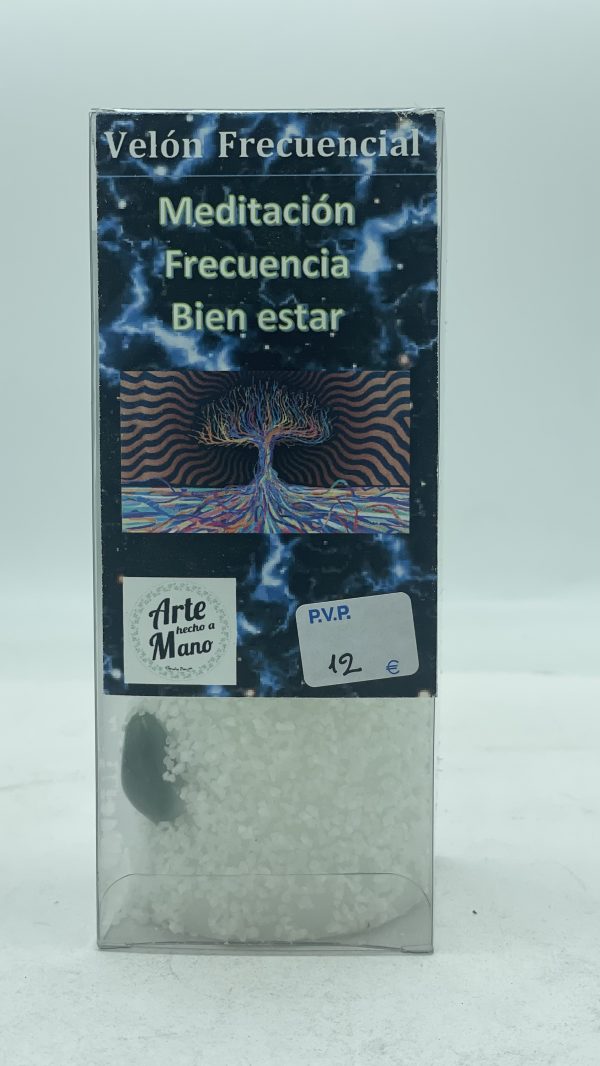 Velón Frecuencial
Meditación
Frecuencia
Bien estar
Arte
hecho a
Mano
P.V.P.
12 €